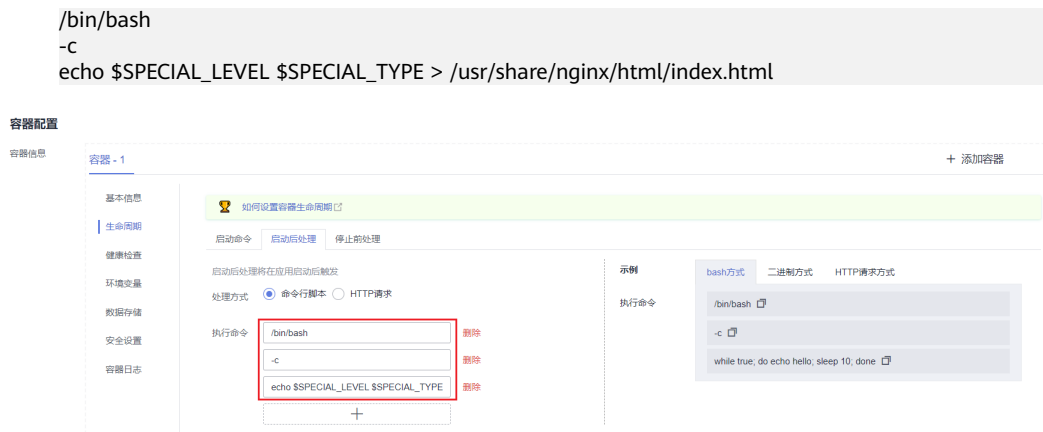 /bin/bash
-c
echo $SPECIAL_LEVEL $SPECIAL_TYPE > /usr/share/nginx/html/index.html
容器配置
容器信息
容器 - 1
+ 添加容器
基本信息
生命周期
健康检查
环境变量
数据存储
安全设置
容器日志
如何设置容器生命周期
启动命令 启动后处理 停止前处理
启动后处理将在应用启动后触发
处理方式 命令行脚本 HTTP请求
执行命令
/bin/bash 删除
-c 删除
echo $SPECIAL_LEVEL $SPECIAL_TYPE 删除
+
示例
bash方式 二进制方式 HTTP请求方式
执行命令
/bin/bash
-c
while true; do echo hello; sleep 10; done